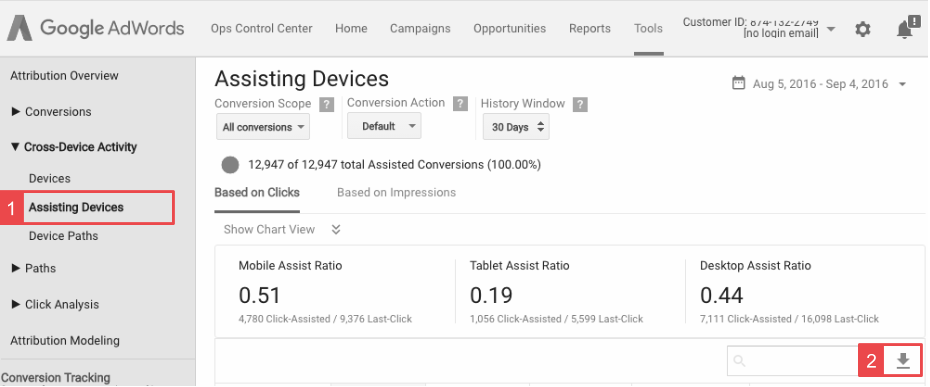 Google AdWords
Ops Control Center Home Campaigns Opportunities Reports Tools
Customer ID: 874-132-2749
[no login email]
!
Attribution Overview
Conversions
Cross-Device Activity
Devices
1 Assisting Devices
Device Paths
Paths
Click Analysis
Attribution Modeling
Conversion Tracking
Assisting Devices
Aug 5, 2016 - Sep 4, 2016
Conversion Scope ? Conversion Action ? History Window ?
All conversions Default 30 Days
12,947 of 12,947 total Assisted Conversions (100.00%)
Based on Clicks Based on Impressions
Show Chart View
Mobile Assist Ratio Tablet Assist Ratio Desktop Assist Ratio
0.51 0.19 0.44
4,780 Click-Assisted / 9,376 Last-Click 1,056 Click-Assisted / 5,599 Last-Click 7,111 Click-Assisted / 16,098 Last-Click
2